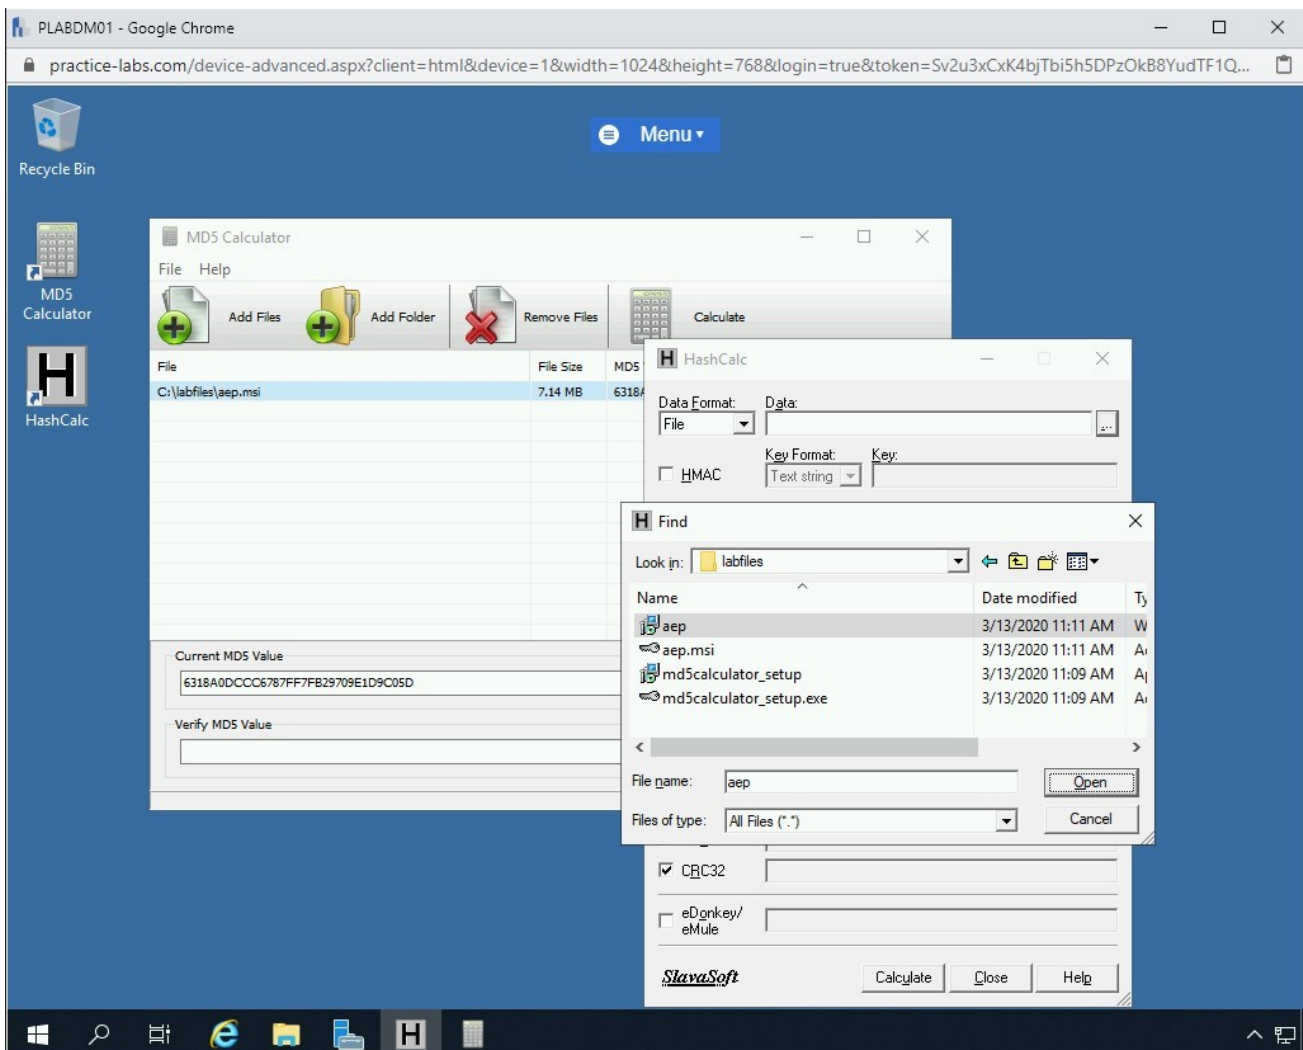 PLABDM01 - Google Chrome
practice-labs.com/device-advanced.aspx?client=html&device=1&width=1024&height=768&login=true&token=Sv2u3xCxK4bjTbi5h5DPzOkB8YudTF1Q...
Menu
Recycle Bin
MD5
Calculator
HashCalc
MD5 Calculator
File Help
Add Files Add Folder Remove Files Calculate
File File Size MD5
C:\labfiles\aep.msi 7.14 MB 6318A
Current MD5 Value
6318A0DCCC6787FF7FB29709E1D9C05D
Verify MD5 Value
HashCalc
Data Format: Data:
File ...
Key Format: Key:
HMAC Text string
Find
Look in: labfiles
Name Date modified Ty
aep 3/13/2020 11:11 AM W
aep.msi 3/13/2020 11:11 AM A
md5calculator_setup 3/13/2020 11:09 AM A
md5calculator_setup.exe 3/13/2020 11:09 AM A
File name: aep Open
Files of type: All Files (*.*) Cancel
CRC32
eDonkey/
eMule
SlavaSoft Calculate Close Help